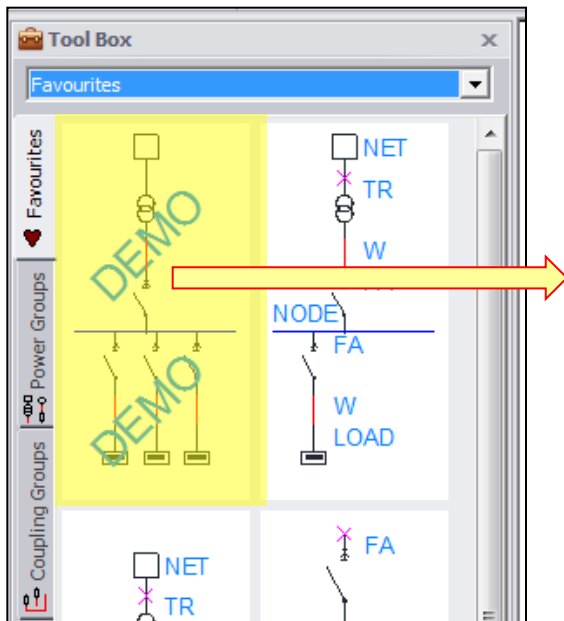 Tool Box
Favourites
Favourites
Power Groups
Coupling Groups
DEMO
DEMO
NET
TR
W
NODE
FA
W
LOAD
NET
TR
FA